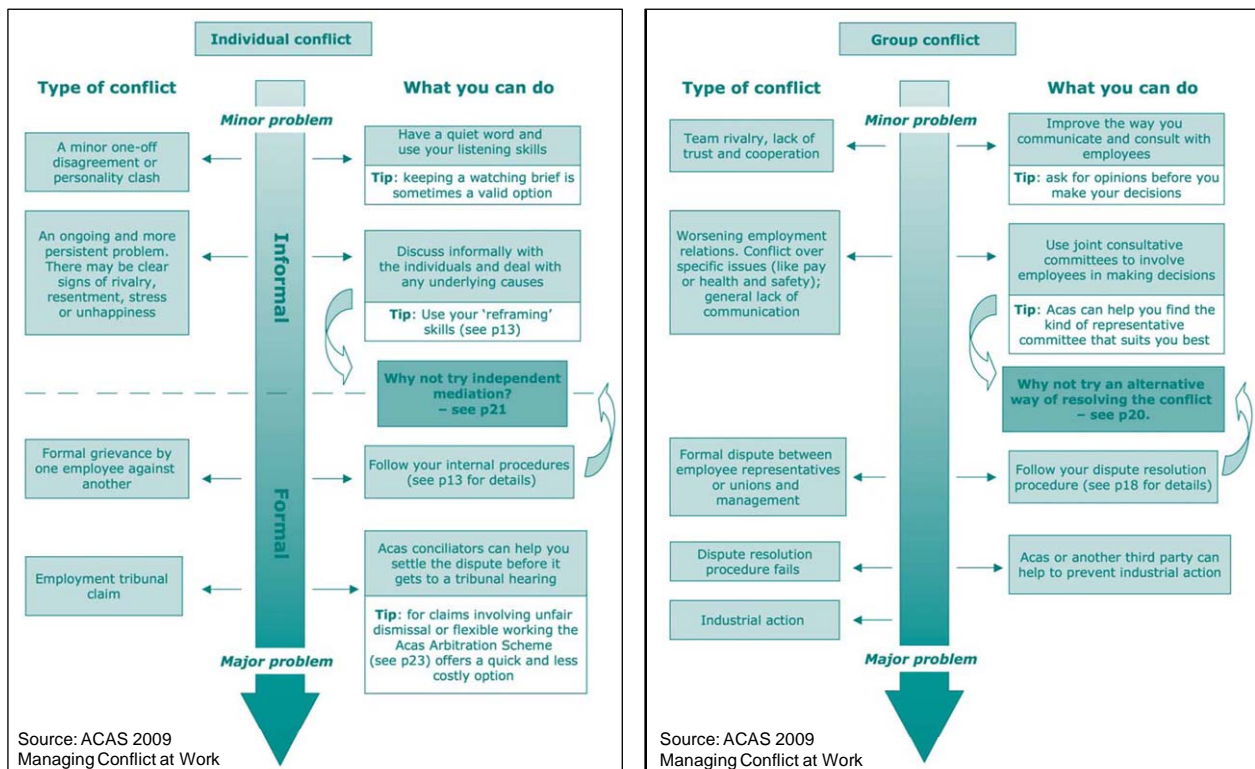 Individual conflict
Type of conflict
What you can do
Minor problem
A minor one-off
disagreement or
personality clash
Have a quiet word and
use your listening skills
Tip: keeping a watching brief is
sometimes a valid option
An ongoing and more
persistent problem.
There may be clear
signs of rivalry,
resentment, stress
or unhappiness
Informal
Discuss informally with
the individuals and deal with
any underlying causes
Tip: Use your ‘reframing’
skills (see p13)
Why not try independent
mediation?
– see p21
Formal grievance by
one employee against
another
Formal
Follow your internal procedures
(see p13 for details)
Employment tribunal
claim
Acas conciliators can help you
settle the dispute before it
gets to a tribunal hearing
Tip: for claims involving unfair
dismissal or flexible working the
Acas Arbitration Scheme
(see p23) offers a quick and less
costly option
Major problem
Source: ACAS 2009
Managing Conflict at Work
Group conflict
Type of conflict
What you can do
Minor problem
Team rivalry, lack of
trust and cooperation
Improve the way you
communicate and consult with
employees
Tip: ask for opinions before you
make your decisions
Worsening employment
relations. Conflict over
specific issues (like pay
or health and safety);
general lack of
communication
Use joint consultative
committees to involve
employees in making decisions
Tip: Acas can help you find the
kind of representative
committee that suits you best
Why not try an alternative
way of resolving the conflict
– see p20.
Formal dispute between
employee representatives
or unions and
management
Follow your dispute resolution
procedure (see p18 for details)
Dispute resolution
procedure fails
Acas or another third party can
help to prevent industrial action
Industrial action
Major problem
Source: ACAS 2009
Managing Conflict at Work